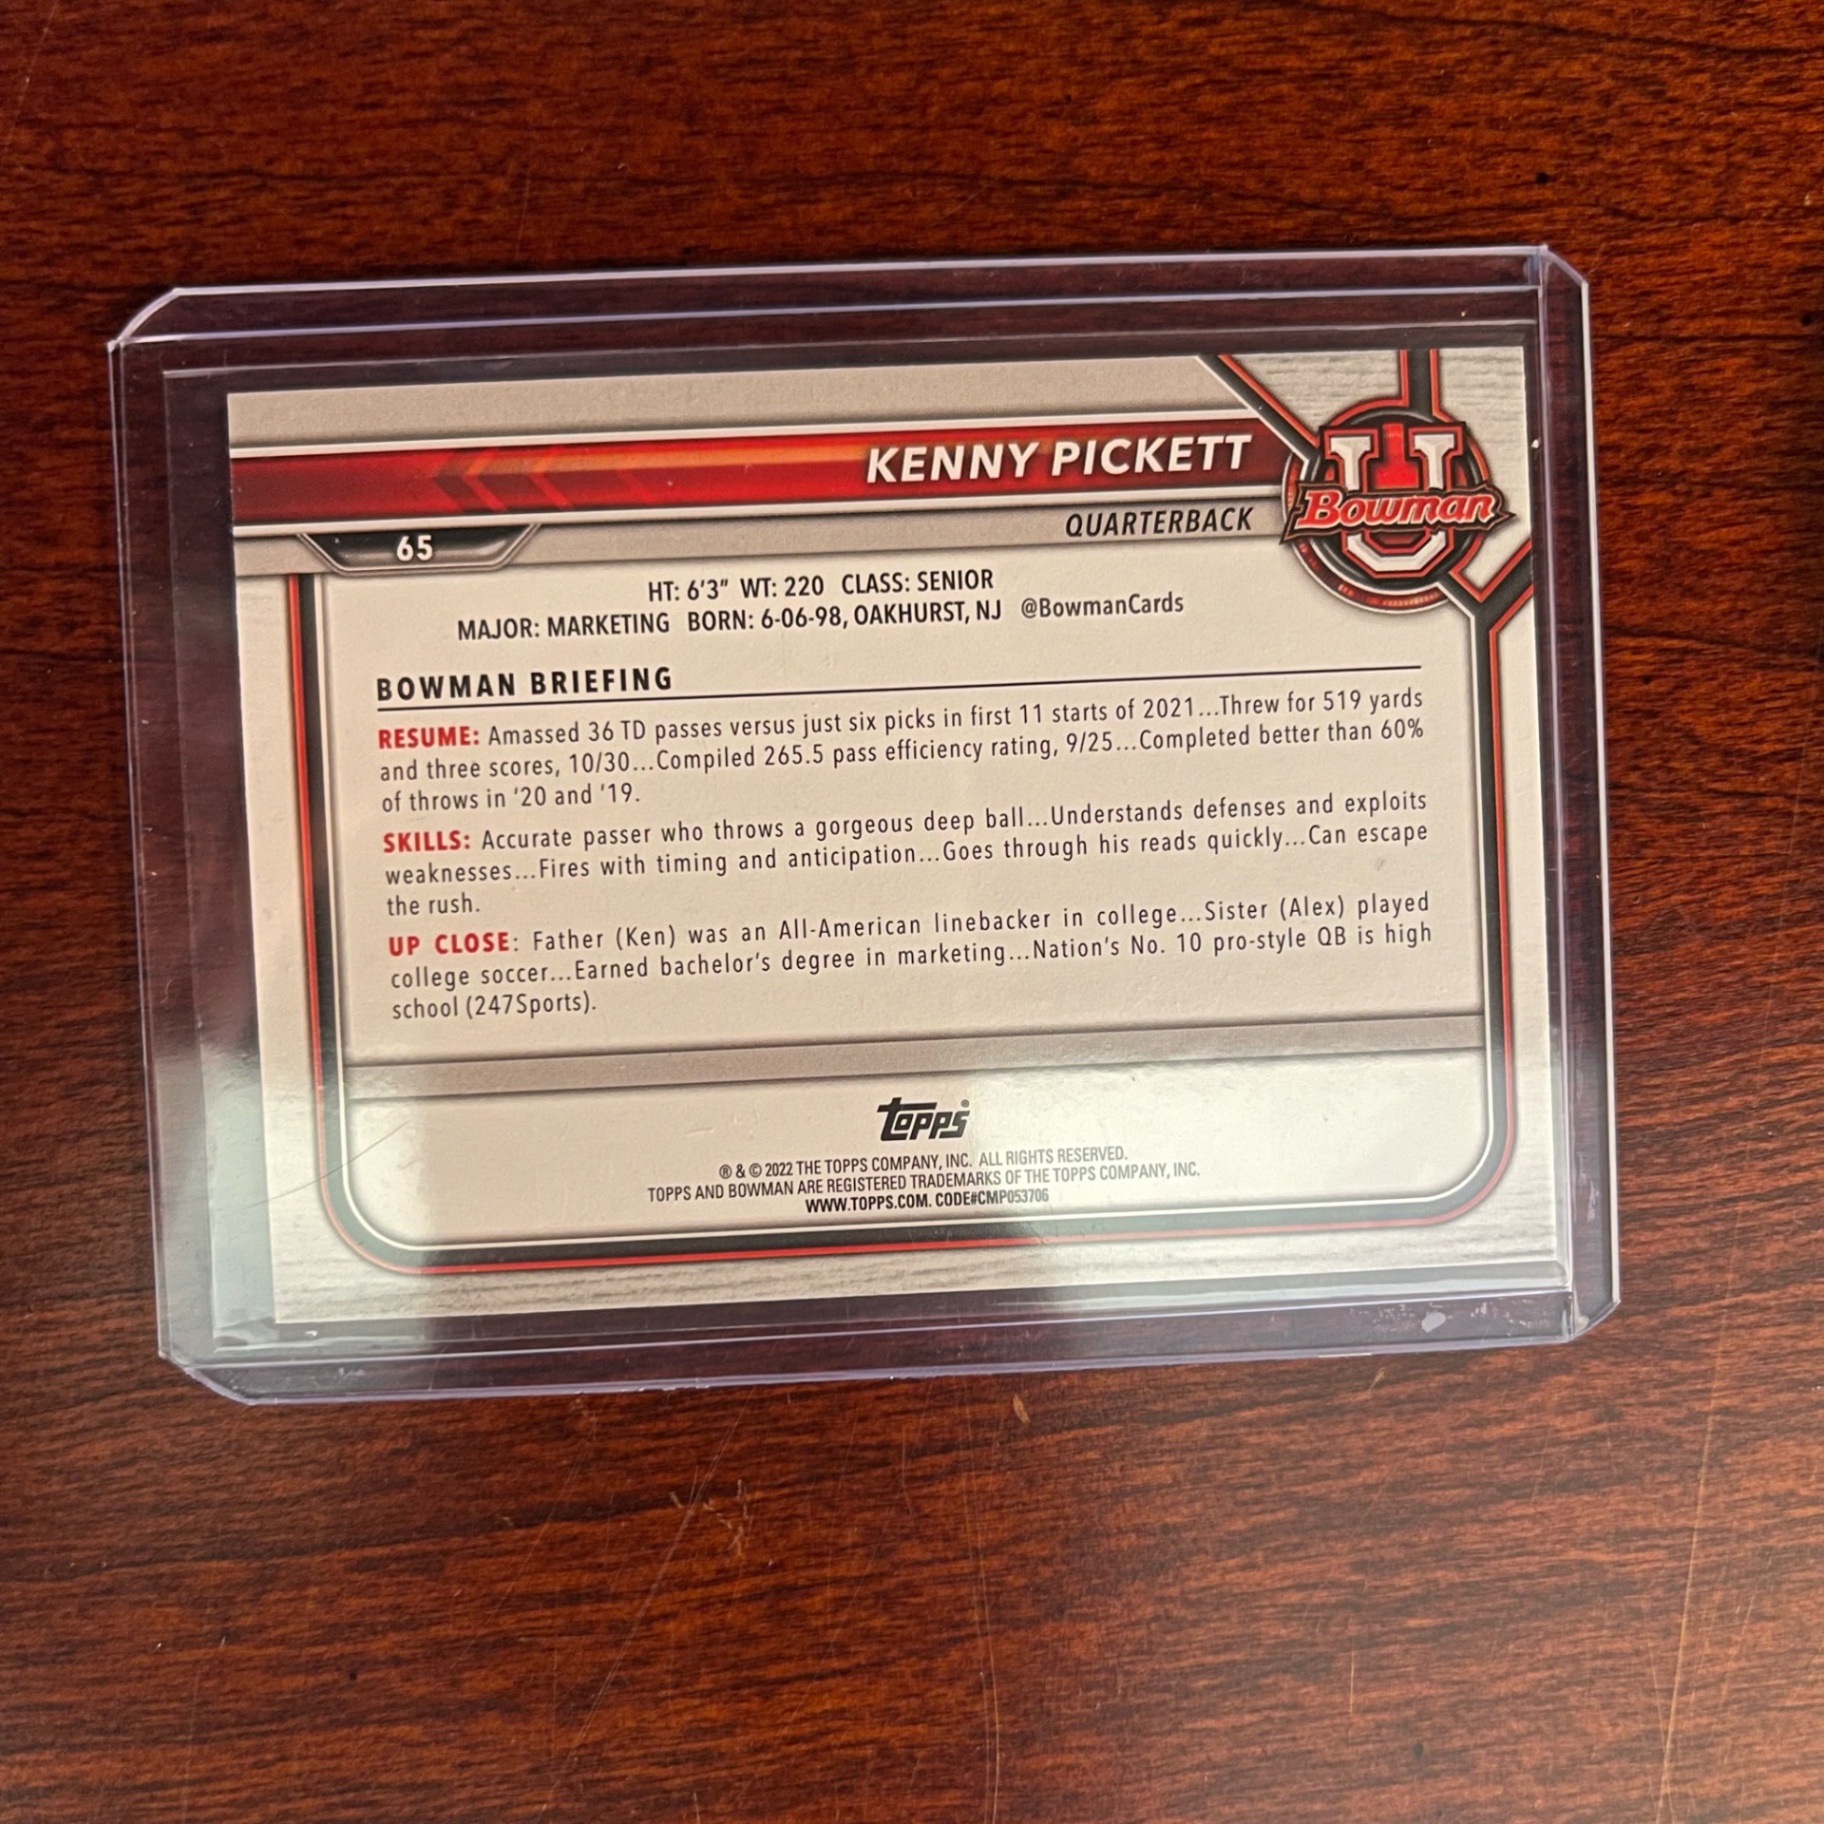 KENNY PICKETT
U
Bowman
QUARTERBACK
65
HT: 6'3" WT: 220 CLASS: SENIOR
MAJOR: MARKETING BORN: 6-06-98, OAKHURST, NJ @BowmanCards
BOWMAN BRIEFING
RESUME: Amassed 36 TD passes versus just six picks in first 11 starts of 2021...Threw for 519 yards
and three scores, 10/30...Compiled 265.5 pass efficiency rating, 9/25...Completed better than 60%
of throws in '20 and '19.
SKILLS: Accurate passer who throws a gorgeous deep ball...Understands defenses and exploits
weaknesses...Fires with timing and anticipation...Goes through his reads quickly...Can escape
the rush.
UP CLOSE: Father (Ken) was an All-American linebacker in college...Sister (Alex) played
college soccer...Earned bachelor's degree in marketing...Nation's No. 10 pro-style QB is high
school (247Sports).
Topps®
® & © 2022 THE TOPPS COMPANY, INC. ALL RIGHTS RESERVED.
TOPPS AND BOWMAN ARE REGISTERED TRADEMARKS OF THE TOPPS COMPANY, INC.
WWW.TOPPS.COM. CODE#CMP053706